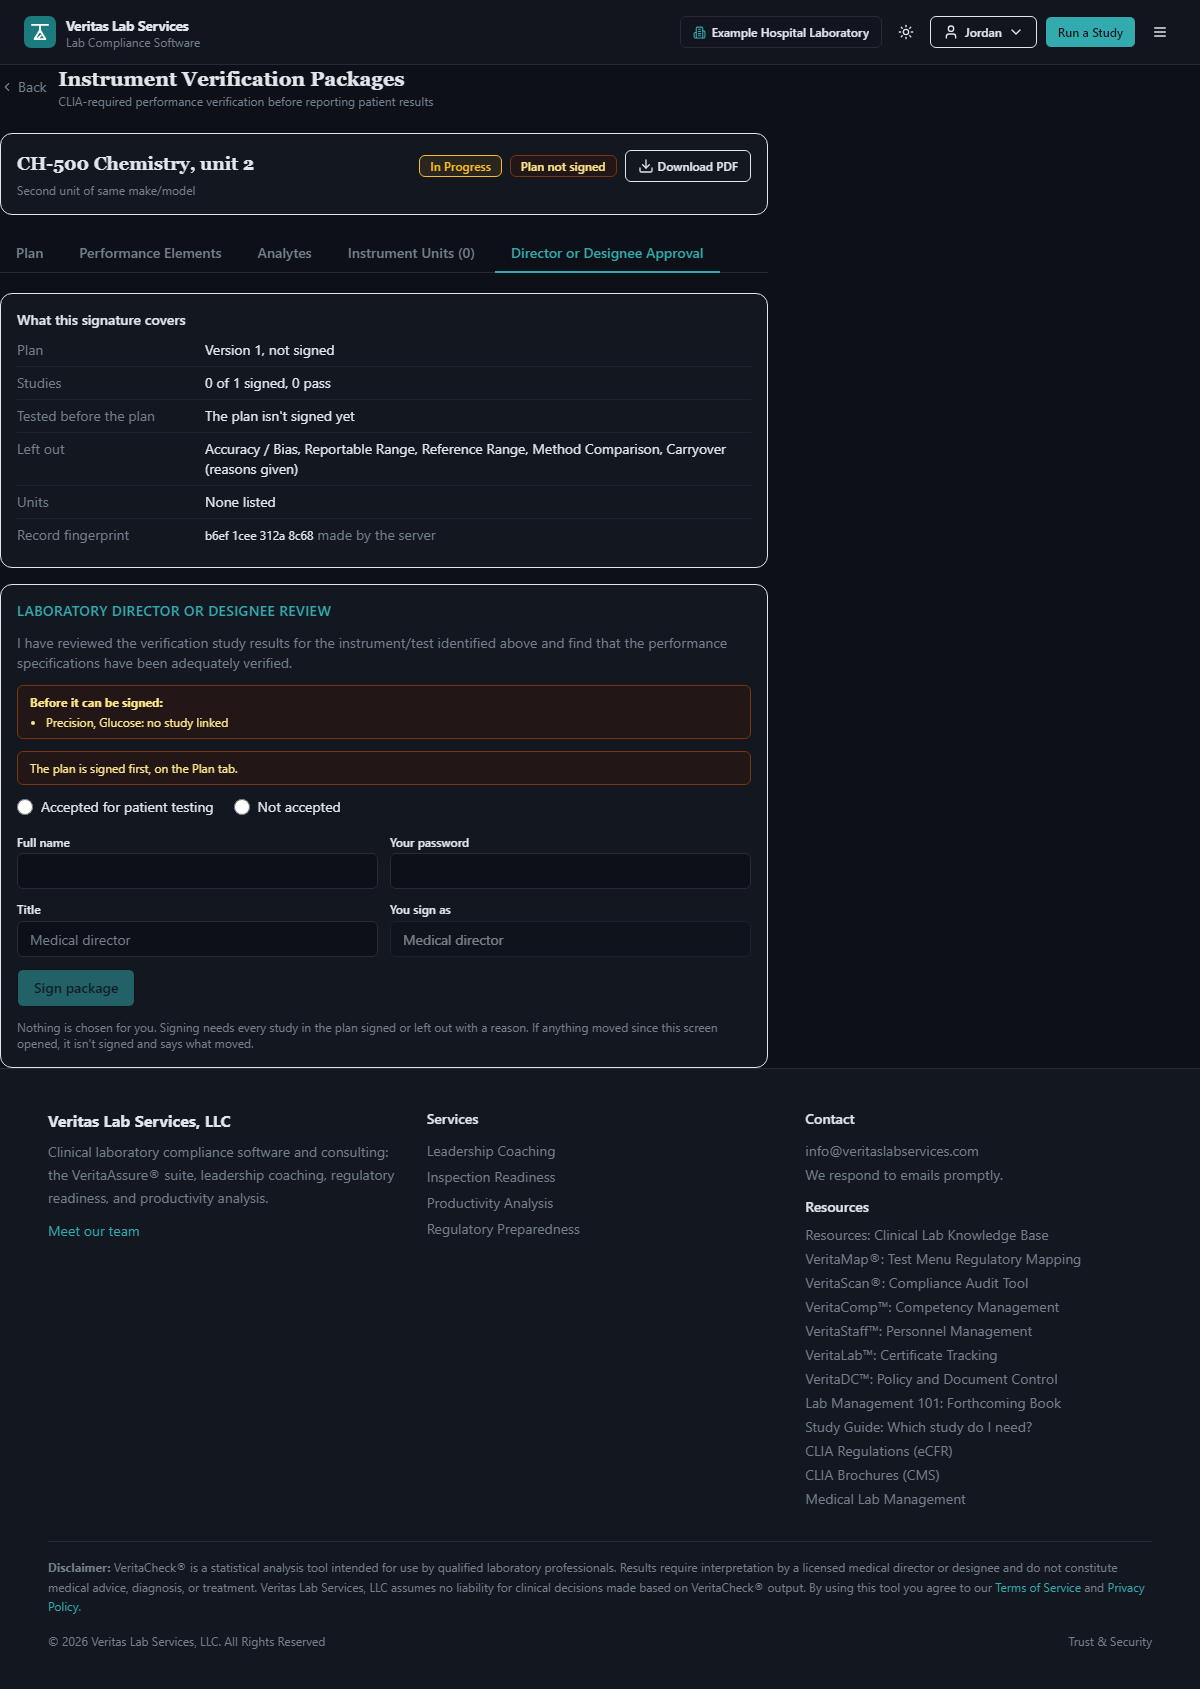 Veritas Lab Services
Lab Compliance Software
Example Hospital Laboratory
Jordan
Run a Study
Back
Instrument Verification Packages
CLIA-required performance verification before reporting patient results
CH-500 Chemistry, unit 2
Second unit of same make/model
In Progress
Plan not signed
Download PDF
Plan
Performance Elements
Analytes
Instrument Units (0)
Director or Designee Approval
What this signature covers
Plan
Version 1, not signed
Studies
0 of 1 signed, 0 pass
Tested before the plan
The plan isn't signed yet
Left out
Accuracy / Bias, Reportable Range, Reference Range, Method Comparison, Carryover
(reasons given)
Units
None listed
Record fingerprint
b6ef 1cee 312a 8c68 made by the server
LABORATORY DIRECTOR OR DESIGNEE REVIEW
I have reviewed the verification study results for the instrument/test identified above and find that the performance
specifications have been adequately verified.
Before it can be signed:
• Precision, Glucose: no study linked
The plan is signed first, on the Plan tab.
Accepted for patient testing
Not accepted
Full name
Your password
Title
You sign as
Medical director
Medical director
Sign package
Nothing is chosen for you. Signing needs every study in the plan signed or left out with a reason. If anything moved since this screen
opened, it isn't signed and says what moved.
Veritas Lab Services, LLC
Clinical laboratory compliance software and consulting:
the VeritaAssure® suite, leadership coaching, regulatory
readiness, and productivity analysis.
Meet our team
Services
Leadership Coaching
Inspection Readiness
Productivity Analysis
Regulatory Preparedness
Contact
info@veritaslabservices.com
We respond to emails promptly.
Resources
Resources: Clinical Lab Knowledge Base
VeritaMap®: Test Menu Regulatory Mapping
VeritaScan®: Compliance Audit Tool
VeritaComp™: Competency Management
VeritaStaff™: Personnel Management
VeritaLab™: Certificate Tracking
VeritaDC™: Policy and Document Control
Lab Management 101: Forthcoming Book
Study Guide: Which study do I need?
CLIA Regulations (eCFR)
CLIA Brochures (CMS)
Medical Lab Management
Disclaimer: VeritaCheck® is a statistical analysis tool intended for use by qualified laboratory professionals. Results require interpretation by a licensed medical director or designee and do not constitute
medical advice, diagnosis, or treatment. Veritas Lab Services, LLC assumes no liability for clinical decisions made based on VeritaCheck® output. By using this tool you agree to our Terms of Service and Privacy
Policy.
© 2026 Veritas Lab Services, LLC. All Rights Reserved
Trust & Security